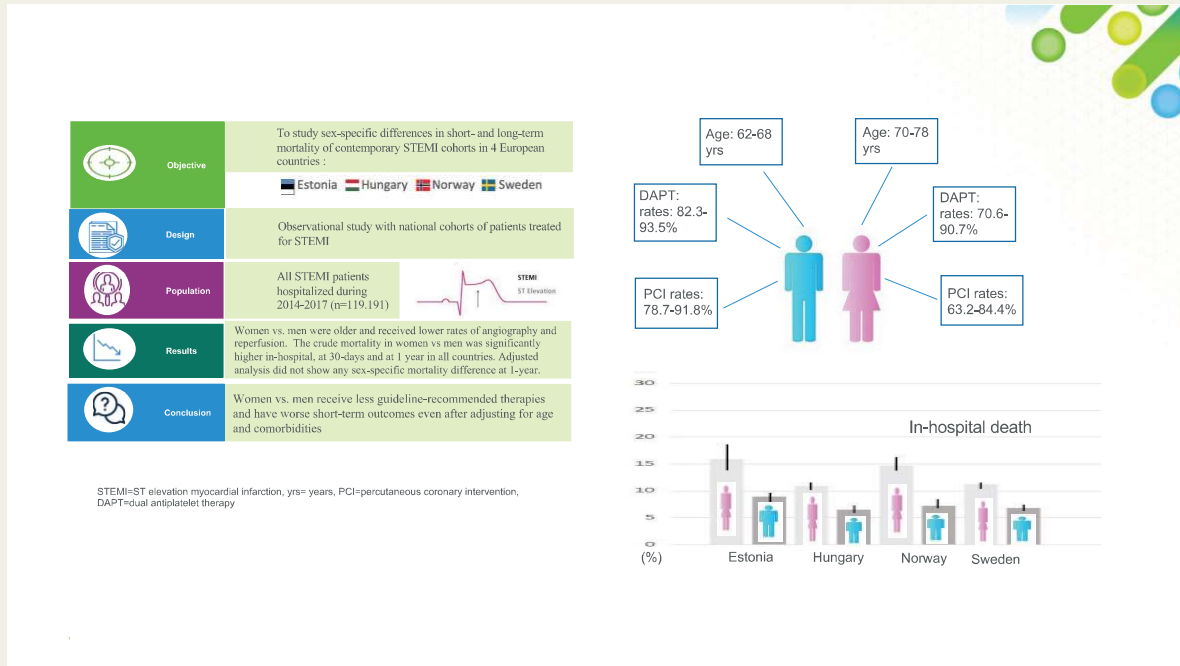 Objective
To study sex-specific differences in short- and long-term
mortality of contemporary STEMI cohorts in 4 European
countries :
Estonia Hungary Norway Sweden
Design
Observational study with national cohorts of patients treated
for STEMI
Population
All STEMI patients
hospitalized during
2014-2017 (n=119.191)
STEMI
ST Elevation
Results
Women vs. men were older and received lower rates of angiography and
reperfusion. The crude mortality in women vs men was significantly
higher in-hospital, at 30-days and at 1 year in all countries. Adjusted
analysis did not show any sex-specific mortality difference at 1-year.
Conclusion
Women vs. men receive less guideline-recommended therapies
and have worse short-term outcomes even after adjusting for age
and comorbidities
STEMI=ST elevation myocardial infarction, yrs= years, PCI=percutaneous coronary intervention,
DAPT=dual antiplatelet therapy
Age: 62-68
yrs
Age: 70-78
yrs
DAPT:
rates: 82.3-
93.5%
DAPT:
rates: 70.6-
90.7%
PCI rates:
78.7-91.8%
PCI rates:
63.2-84.4%
In-hospital death
30
25
20
15
10
5
0
(%)
Estonia Hungary Norway Sweden